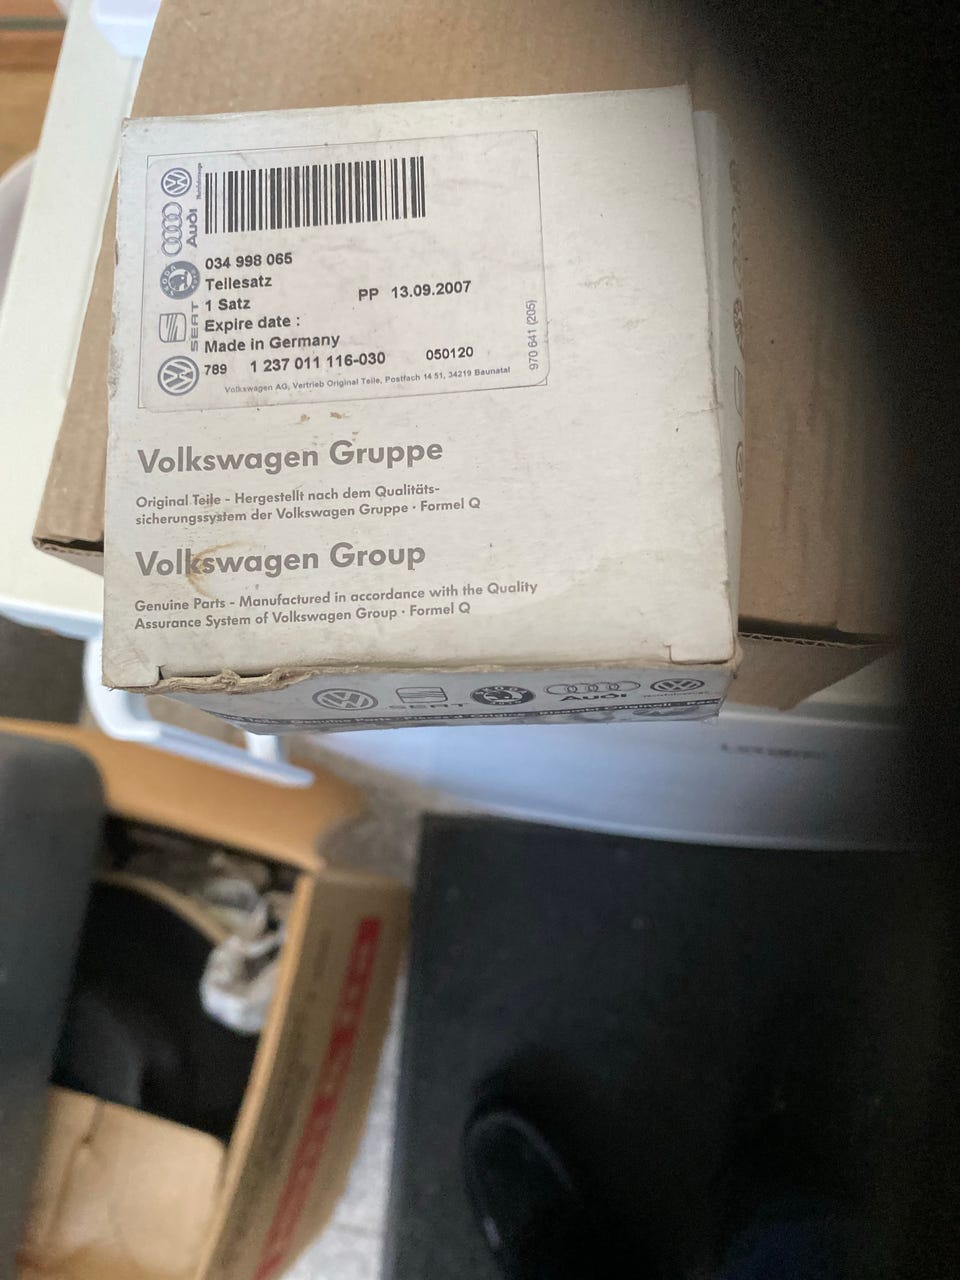 Nutzfahrzeuge
Audi
SKODA
SEAT
034 998 065
Teilesatz
1 Satz
PP 13.09.2007
Expire date :
Made in Germany
789 1 237 011 116-030 050120
Volkswagen AG, Vertrieb Original Teile, Postfach 14 51, 34219 Baunatal
970 641 (205)
Volkswagen Gruppe
Original Teile - Hergestellt nach dem Qualitäts-
sicherungssystem der Volkswagen Gruppe · Formel Q
Volkswagen Group
Genuine Parts - Manufactured in accordance with the Quality
Assurance System of Volkswagen Group · Formel Q
SEAT
SKODA
Audi